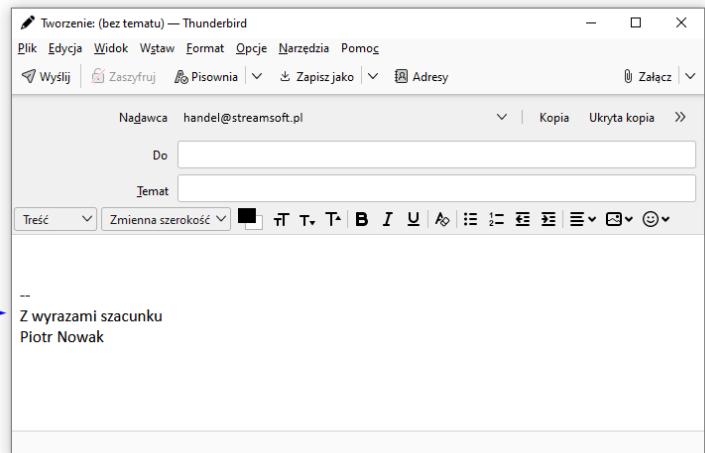 Tworzenie: (bez tematu) — Thunderbird
Plik Edycja Widok Wstaw Format Opcje Narzędzia Pomoc
Wyślij Zaszyfruj Pisownia Zapisz jako Adresy Załącz
Nadawca handel@streamsoft.pl Kopia Ukryta kopia
Do
Temat
Treść Zmienna szerokość
--
Z wyrazami szacunku
Piotr Nowak